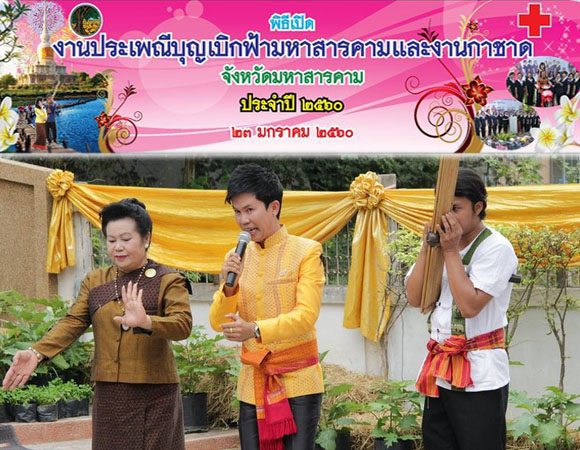 พิธีเปิด
งานประเพณีบุญเบิกฟ้ามหาสารคามและงานกาชาด
จังหวัดมหาสารคาม
ประจำปี ๒๕๖๐
๒๓ มกราคม ๒๕๖๐